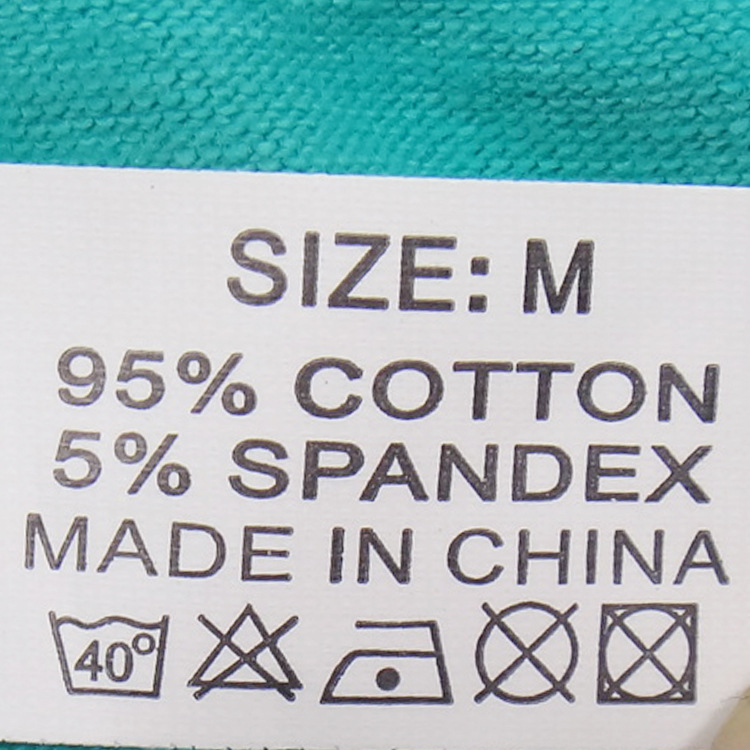 SIZE: M
95% COTTON
5% SPANDEX
MADE IN CHINA
40°